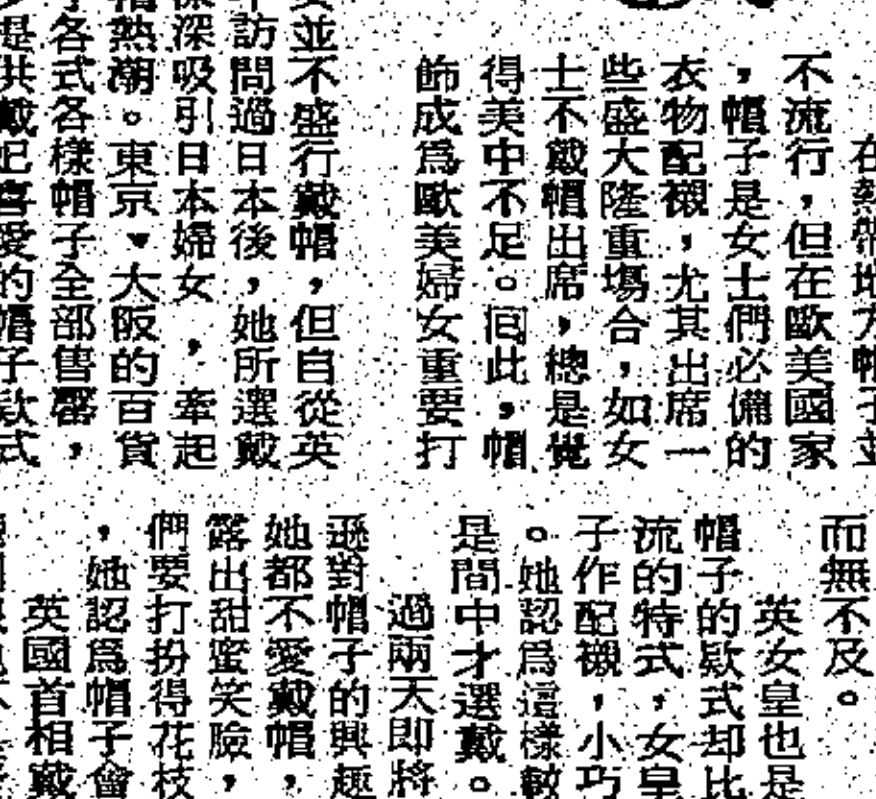 在熱帶地方帽子並
不流行，但在歐美國家
，帽子是女士們必備的
衣物配襯，尤其出席一
些盛大隆重場合，如女
士不戴帽出席，總是覺
得美中不足。因此，帽
飾成爲歐美婦女重要打
並不盛行戴帽，但自從英
訪問過日本後，她所選戴
深吸引日本婦女，牽起
熱潮。東京、大阪的百貨
各式各樣帽子全部售罄，
是供戴妃喜愛的帽子款式
而無不及。
英女皇也是
帽子的款式却比
流的特式，女皇
子作配襯，小巧
。她認爲這樣敏
是間中才選戴。
過兩天即將
遜對帽子的興趣
她都不愛戴帽，
露出甜蜜笑臉，
們要打扮得花枝
，她認爲帽子會
英國首相戴